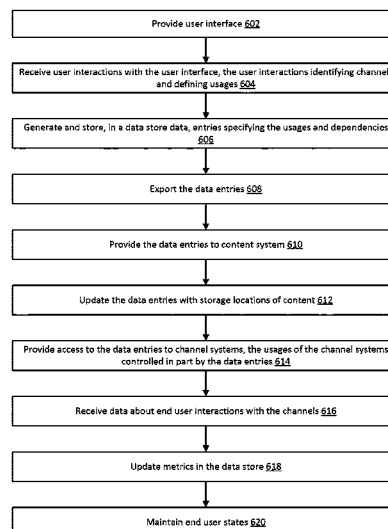 Provide user interface 602
Receive user interactions with the user interface, the user interactions identifying channel
and defining usages 604
Generate and store, in a data store data, entries specifying the usages and dependencies
606
Export the data entries 608
Provide the data entries to content system 610
Update the data entries with storage locations of content 612
Provide access to the data entries to channel systems, the usages of the channel systems
controlled in part by the data entries 614
Receive data about end user interactions with the channels 616
Update metrics in the data store 618
Maintain end user states 620